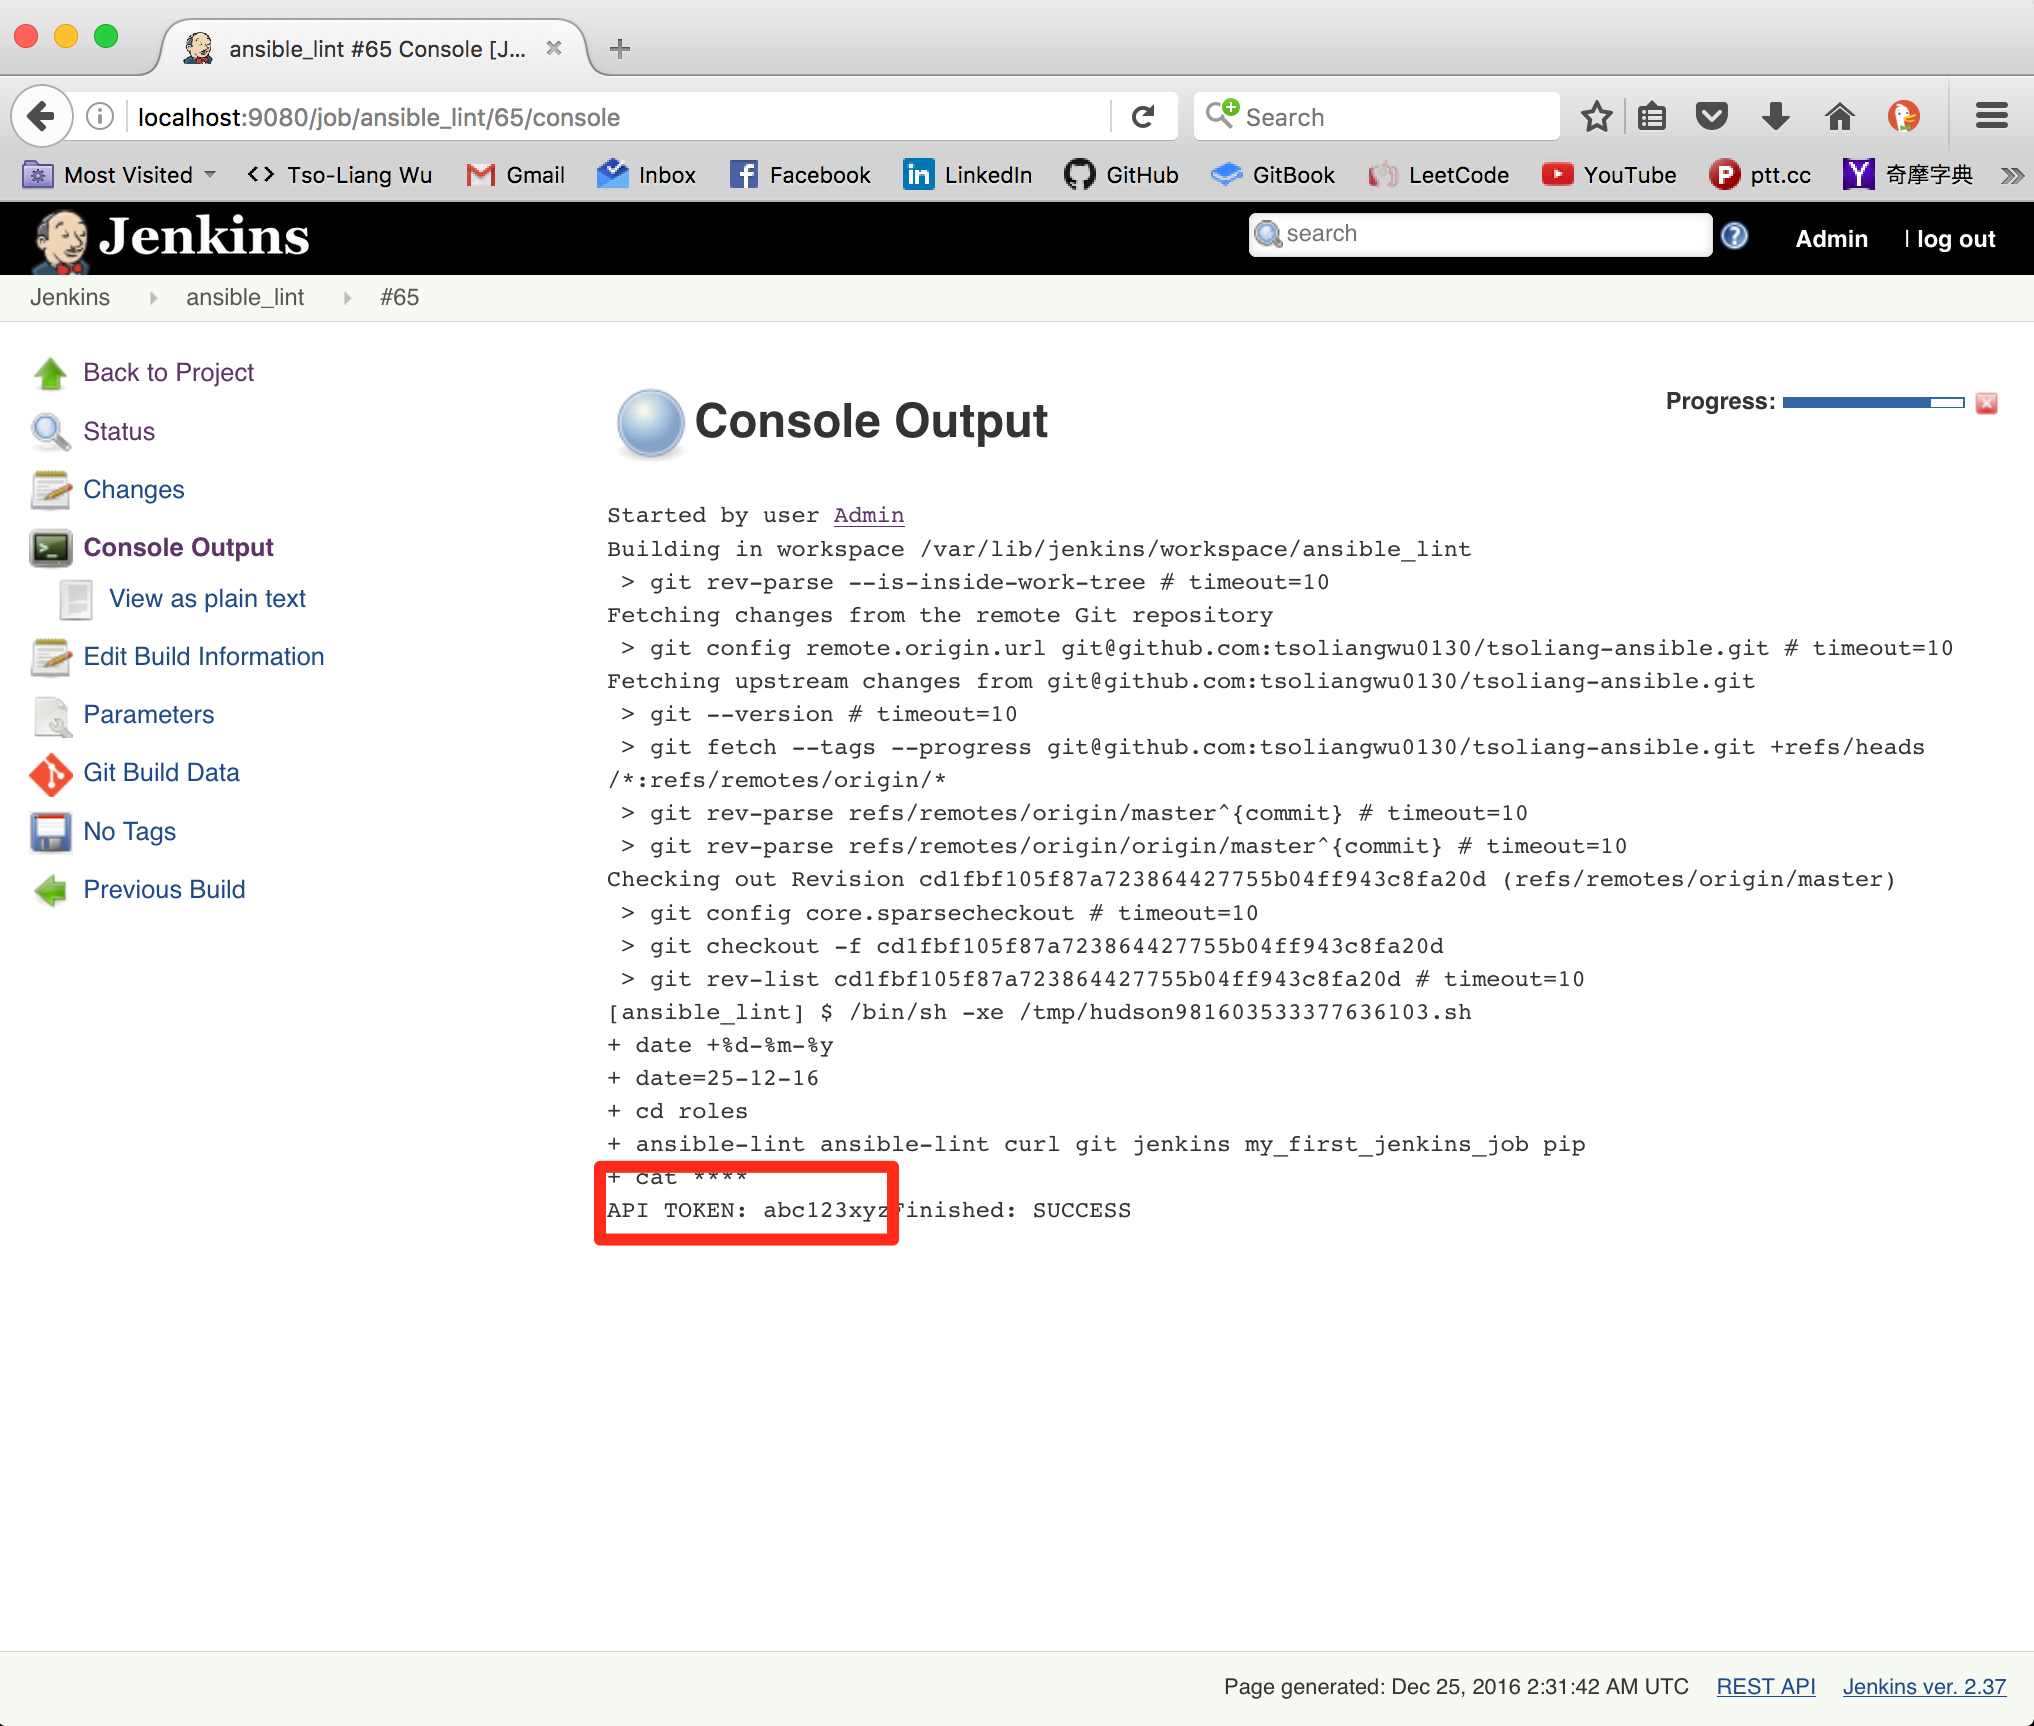 ansible_lint #65 Console [J...
localhost:9080/job/ansible_lint/65/console
Search
Most Visited
Tso-Liang Wu
Gmail
Inbox
Facebook
LinkedIn
GitHub
GitBook
LeetCode
YouTube
ptt.cc
奇摩字典
Jenkins
search
Admin
| log out
Jenkins
ansible_lint
#65
Back to Project
Status
Changes
Console Output
View as plain text
Edit Build Information
Parameters
Git Build Data
No Tags
Previous Build
Console Output
Progress:
Started by user Admin
Building in workspace /var/lib/jenkins/workspace/ansible_lint
 > git rev-parse --is-inside-work-tree # timeout=10
Fetching changes from the remote Git repository
 > git config remote.origin.url git@github.com:tsoliangwu0130/tsoliang-ansible.git # timeout=10
Fetching upstream changes from git@github.com:tsoliangwu0130/tsoliang-ansible.git
 > git --version # timeout=10
 > git fetch --tags --progress git@github.com:tsoliangwu0130/tsoliang-ansible.git +refs/heads
/*:refs/remotes/origin/*
 > git rev-parse refs/remotes/origin/master^{commit} # timeout=10
 > git rev-parse refs/remotes/origin/origin/master^{commit} # timeout=10
Checking out Revision cd1fbf105f87a723864427755b04ff943c8fa20d (refs/remotes/origin/master)
 > git config core.sparsecheckout # timeout=10
 > git checkout -f cd1fbf105f87a723864427755b04ff943c8fa20d
 > git rev-list cd1fbf105f87a723864427755b04ff943c8fa20d # timeout=10
[ansible_lint] $ /bin/sh -xe /tmp/hudson981603533377636103.sh
+ date +%d-%m-%y
+ date=25-12-16
+ cd roles
+ ansible-lint ansible-lint curl git jenkins my_first_jenkins_job pip
+ cat ****
API TOKEN: abc123xyzFinished: SUCCESS
Page generated: Dec 25, 2016 2:31:42 AM UTC
REST API
Jenkins ver. 2.37